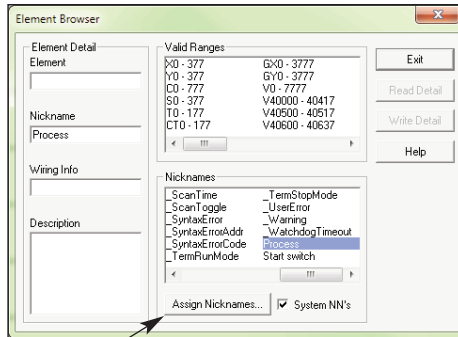 Element Browser
Element Detail
Element
Nickname
Process
Wiring Info
Description
Valid Ranges
X0 - 377 GX0 - 3777
Y0 - 377 GY0 - 3777
C0 - 777 V0 - 7777
S0 - 377 V40000 - 40417
T0 - 177 V40500 - 40517
CT0 - 177 V40600 - 40637
Nicknames
_ScanTime _TermStopMode
_ScanToggle _UserError
_SyntaxError _Warning
_SyntaxErrorAddr _WatchdogTimeout
_SyntaxErrorCode Process
_TermRunMode Start switch
Assign Nicknames... System NN's
Exit
Read Detail
Write Detail
Help